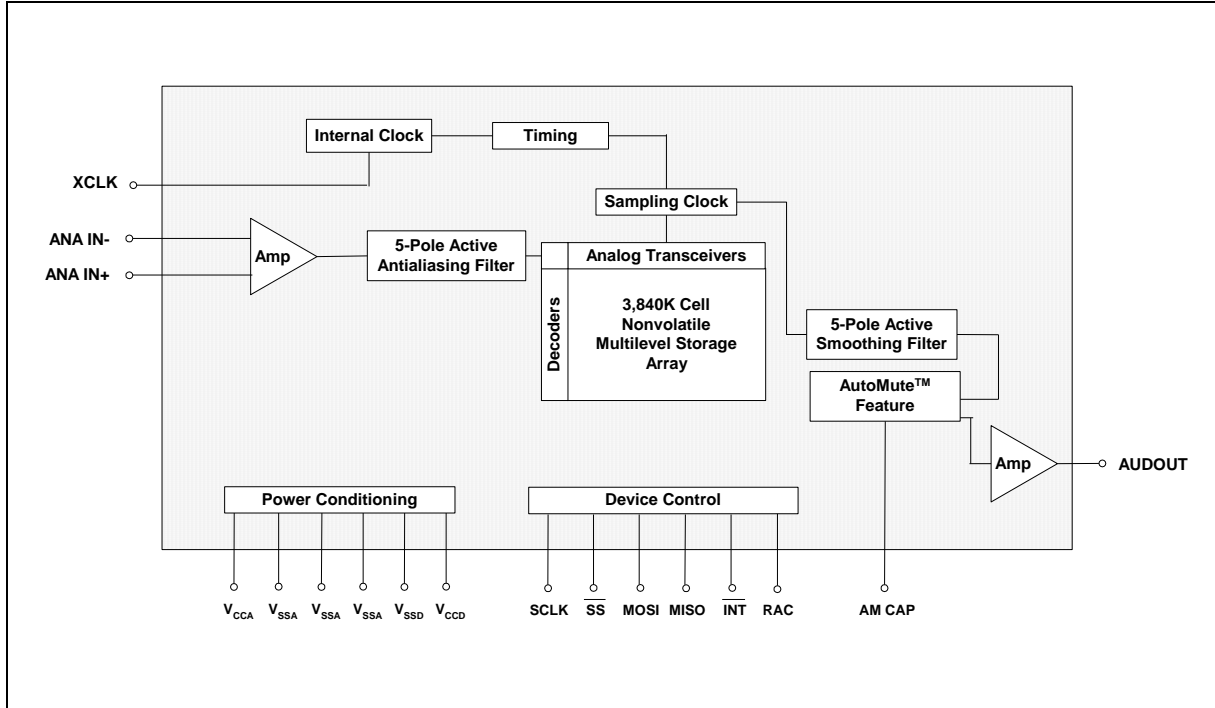 Internal Clock
Timing
XCLK
Sampling Clock
ANA IN-
ANA IN+
Amp
5-Pole Active
Antialiasing Filter
Analog Transceivers
Decoders
3,840K Cell
Nonvolatile
Multilevel Storage
Array
5-Pole Active
Smoothing Filter
AutoMute™
Feature
Amp
AUDOUT
Power Conditioning
Device Control
VCCA
VSSA
VSSA
VSSA
VSSD
VCCD
SCLK
S̅S̅
MOSI
MISO
I̅N̅T̅
RAC
AM CAP